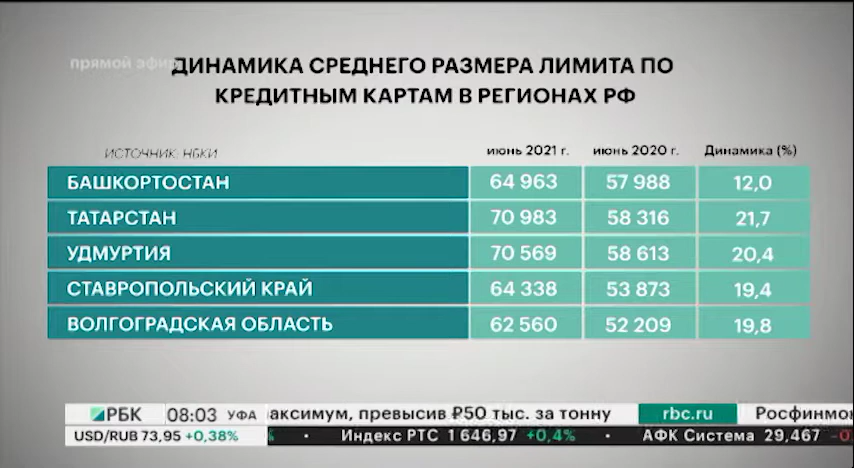 прямой эфир
ДИНАМИКА СРЕДНЕГО РАЗМЕРА ЛИМИТА ПО
КРЕДИТНЫМ КАРТАМ В РЕГИОНАХ РФ
ИСТОЧНИК: НБКИ июнь 2021 г. июнь 2020 г. Динамика (%)
БАШКОРТОСТАН 64 963 57 988 12,0
ТАТАРСТАН 70 983 58 316 21,7
УДМУРТИЯ 70 569 58 613 20,4
СТАВРОПОЛЬСКИЙ КРАЙ 64 338 53 873 19,4
ВОЛГОГРАДСКАЯ ОБЛАСТЬ 62 560 52 209 19,8
РБК 08:03 УФА аксимум, превысив ₽50 тыс. за тонну rbc.ru Росфинмон
USD/RUB 73,95 +0,38% % • Индекс РТС 1 646,97 +0,4% • АФК Система 29,467 -0